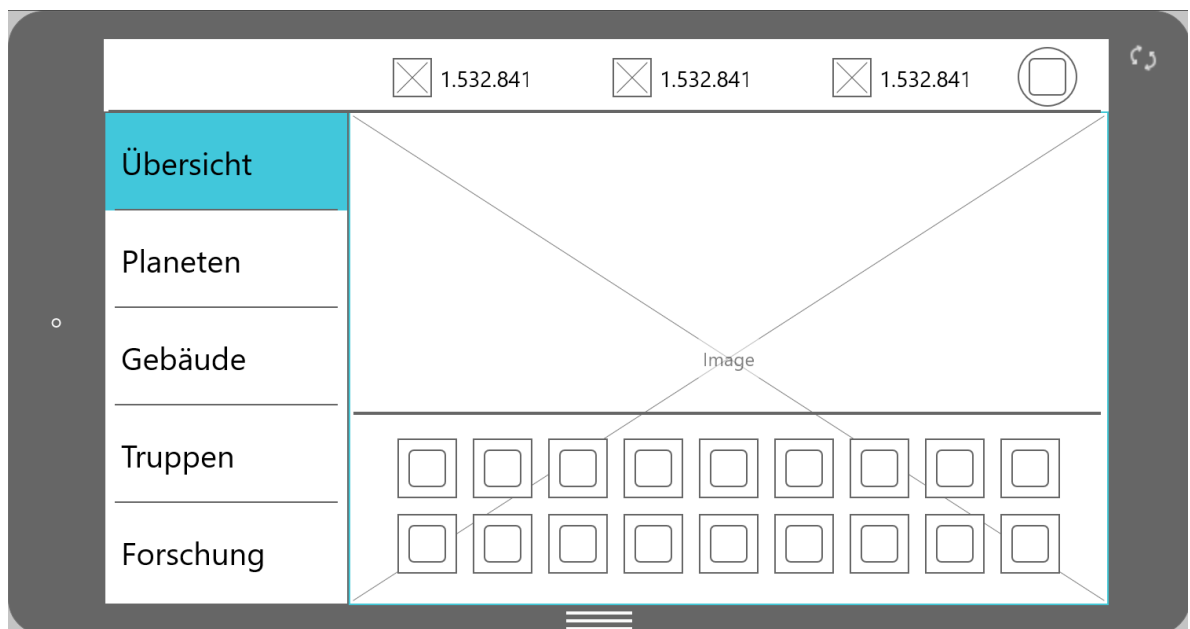 1.532.841 1.532.841 1.532.841
Übersicht
Planeten
Gebäude
Image
Truppen
Forschung